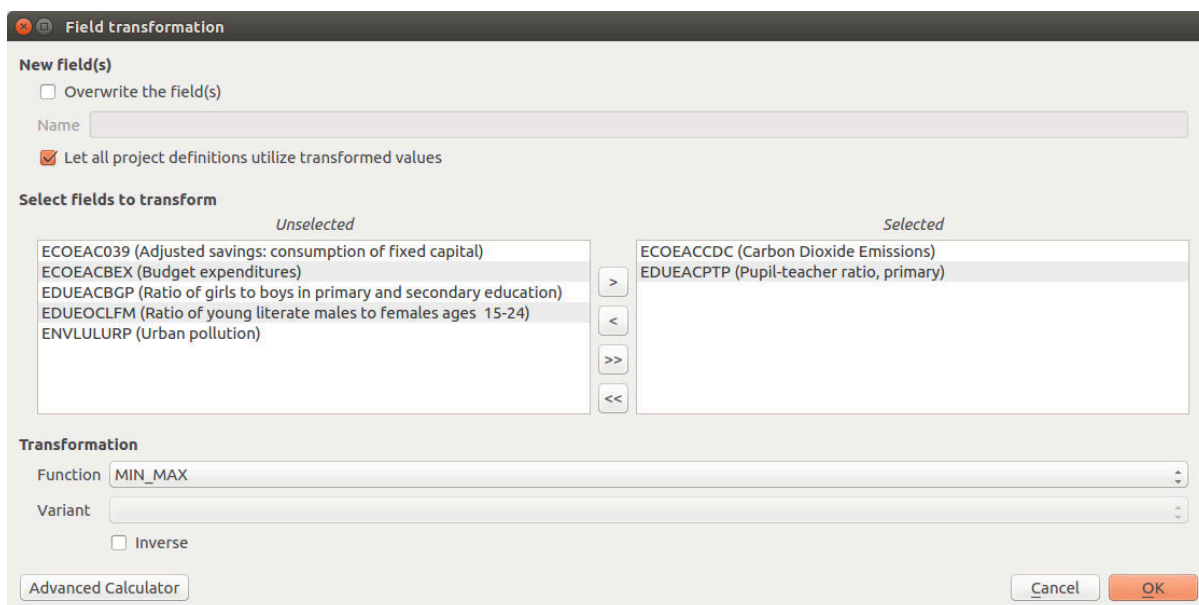 Field transformation
New field(s)
Overwrite the field(s)
Name
Let all project definitions utilize transformed values
Select fields to transform
Unselected
Selected
ECOEAC039 (Adjusted savings: consumption of fixed capital)
ECOEACBEX (Budget expenditures)
EDUEACBGP (Ratio of girls to boys in primary and secondary education)
EDUEOCLFM (Ratio of young literate males to females ages 15-24)
ENVLULURP (Urban pollution)
>
<
>>
<<
ECOEACCDC (Carbon Dioxide Emissions)
EDUEACPTP (Pupil-teacher ratio, primary)
Transformation
Function MIN_MAX
Variant
Inverse
Advanced Calculator
Cancel
OK